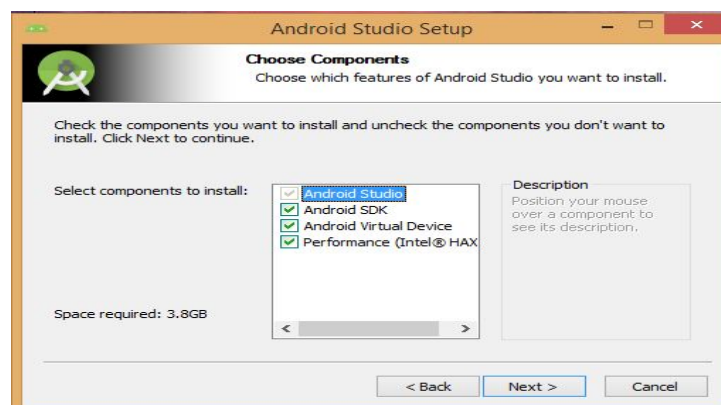 Android Studio Setup
Choose Components
Choose which features of Android Studio you want to install.
Check the components you want to install and uncheck the components you don't want to
install. Click Next to continue.
Select components to install:
Android Studio
Android SDK
Android Virtual Device
Performance (Intel® HAX
Description
Position your mouse
over a component to
see its description.
Space required: 3.8GB
< Back
Next >
Cancel